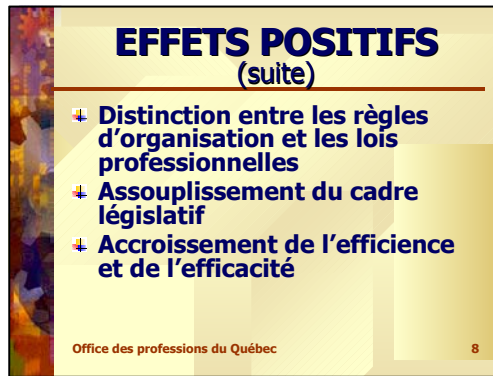 EFFETS POSITIFS
(suite)
Distinction entre les règles
d'organisation et les lois
professionnelles
Assouplissement du cadre
législatif
Accroissement de l'efficience
et de l'efficacité
Office des professions du Québec 8